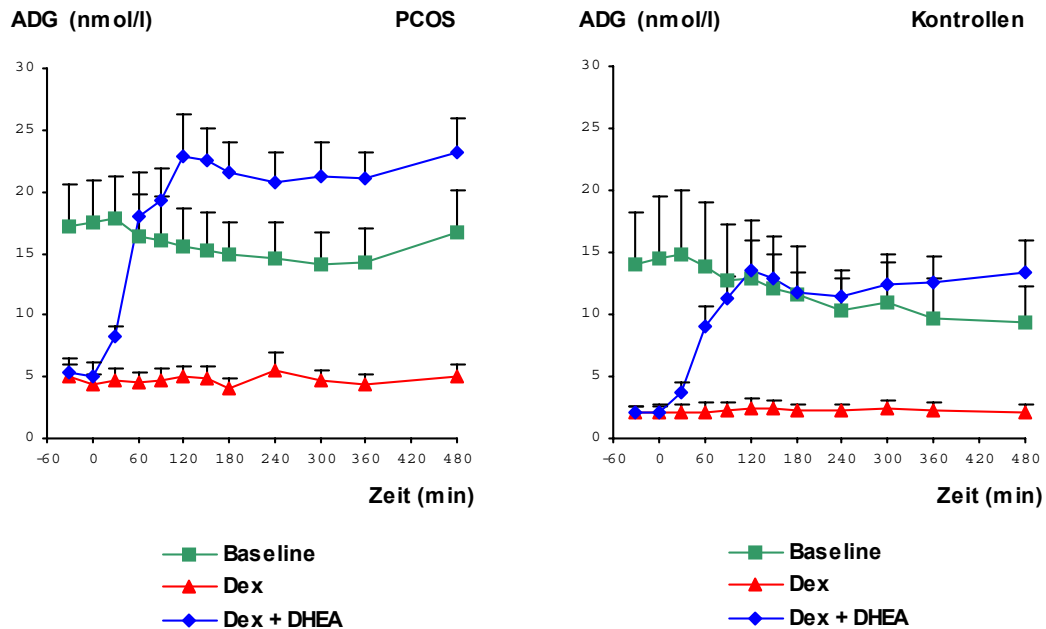 ADG (nmol/l) PCOS
30
25
20
15
10
5
0
-60 0 60 120 180 240 300 360 420 480
Zeit (min)
Baseline
Dex
Dex + DHEA
ADG (nmol/l) Kontrollen
30
25
20
15
10
5
0
-60 0 60 120 180 240 300 360 420 480
Zeit (min)
Baseline
Dex
Dex + DHEA